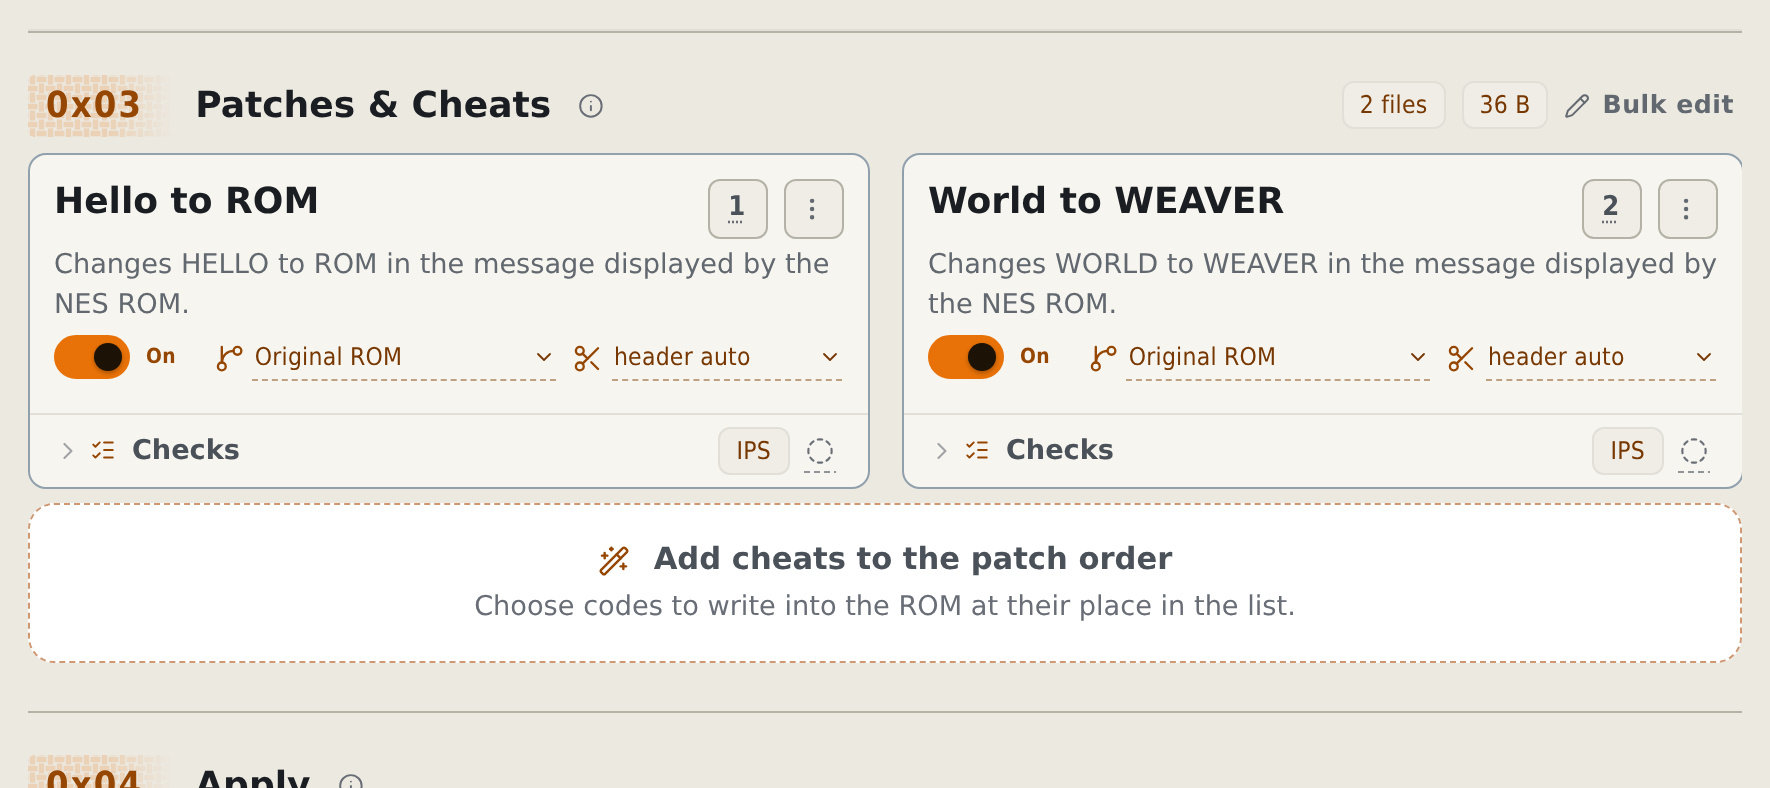 0x03 Patches & Cheats 2 files 36 B Bulk edit
Hello to ROM 1
Changes HELLO to ROM in the message displayed by the
NES ROM.
On Original ROM header auto
Checks IPS
World to WEAVER 2
Changes WORLD to WEAVER in the message displayed by
the NES ROM.
On Original ROM header auto
Checks IPS
Add cheats to the patch order
Choose codes to write into the ROM at their place in the list.
0x04 Apply